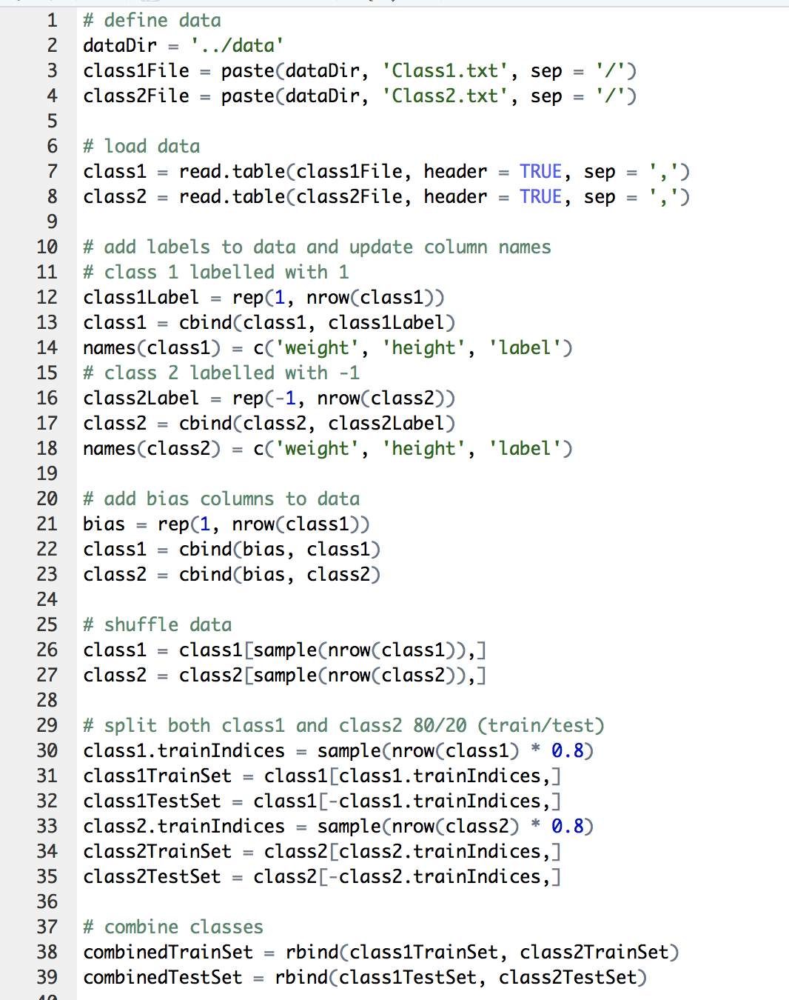 1 # define data
2 dataDir = '../data'
3 class1File = paste(dataDir, 'Class1.txt', sep = '/')
4 class2File = paste(dataDir, 'Class2.txt', sep = '/')
5
6 # load data
7 class1 = read.table(class1File, header = TRUE, sep = ',')
8 class2 = read.table(class2File, header = TRUE, sep = ',')
9
10 # add labels to data and update column names
11 # class 1 labelled with 1
12 class1Label = rep(1, nrow(class1))
13 class1 = cbind(class1, class1Label)
14 names(class1) = c('weight', 'height', 'label')
15 # class 2 labelled with -1
16 class2Label = rep(-1, nrow(class2))
17 class2 = cbind(class2, class2Label)
18 names(class2) = c('weight', 'height', 'label')
19
20 # add bias columns to data
21 bias = rep(1, nrow(class1))
22 class1 = cbind(bias, class1)
23 class2 = cbind(bias, class2)
24
25 # shuffle data
26 class1 = class1[sample(nrow(class1)),]
27 class2 = class2[sample(nrow(class2)),]
28
29 # split both class1 and class2 80/20 (train/test)
30 class1.trainIndices = sample(nrow(class1) * 0.8)
31 class1TrainSet = class1[class1.trainIndices,]
32 class1TestSet = class1[-class1.trainIndices,]
33 class2.trainIndices = sample(nrow(class2) * 0.8)
34 class2TrainSet = class2[class2.trainIndices,]
35 class2TestSet = class2[-class2.trainIndices,]
36
37 # combine classes
38 combinedTrainSet = rbind(class1TrainSet, class2TrainSet)
39 combinedTestSet = rbind(class1TestSet, class2TestSet)
40